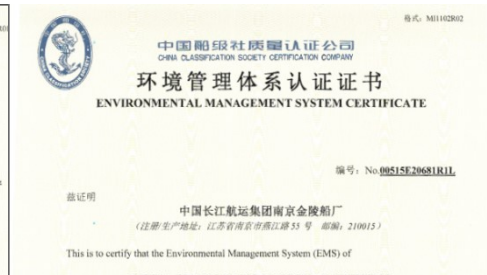 格式: MI1102R02
中国船级社质量认证公司
CHINA CLASSIFICATION SOCIETY CERTIFICATION COMPANY
环境管理体系认证证书
ENVIRONMENTAL MANAGEMENT SYSTEM CERTIFICATE
编号: No.00515E20681R1L
兹证明
中国长江航运集团南京金陵船厂
(注册/生产地址: 江苏省南京市燕江路 55 号 邮编: 210015)
This is to certify that the Environmental Management System (EMS) of